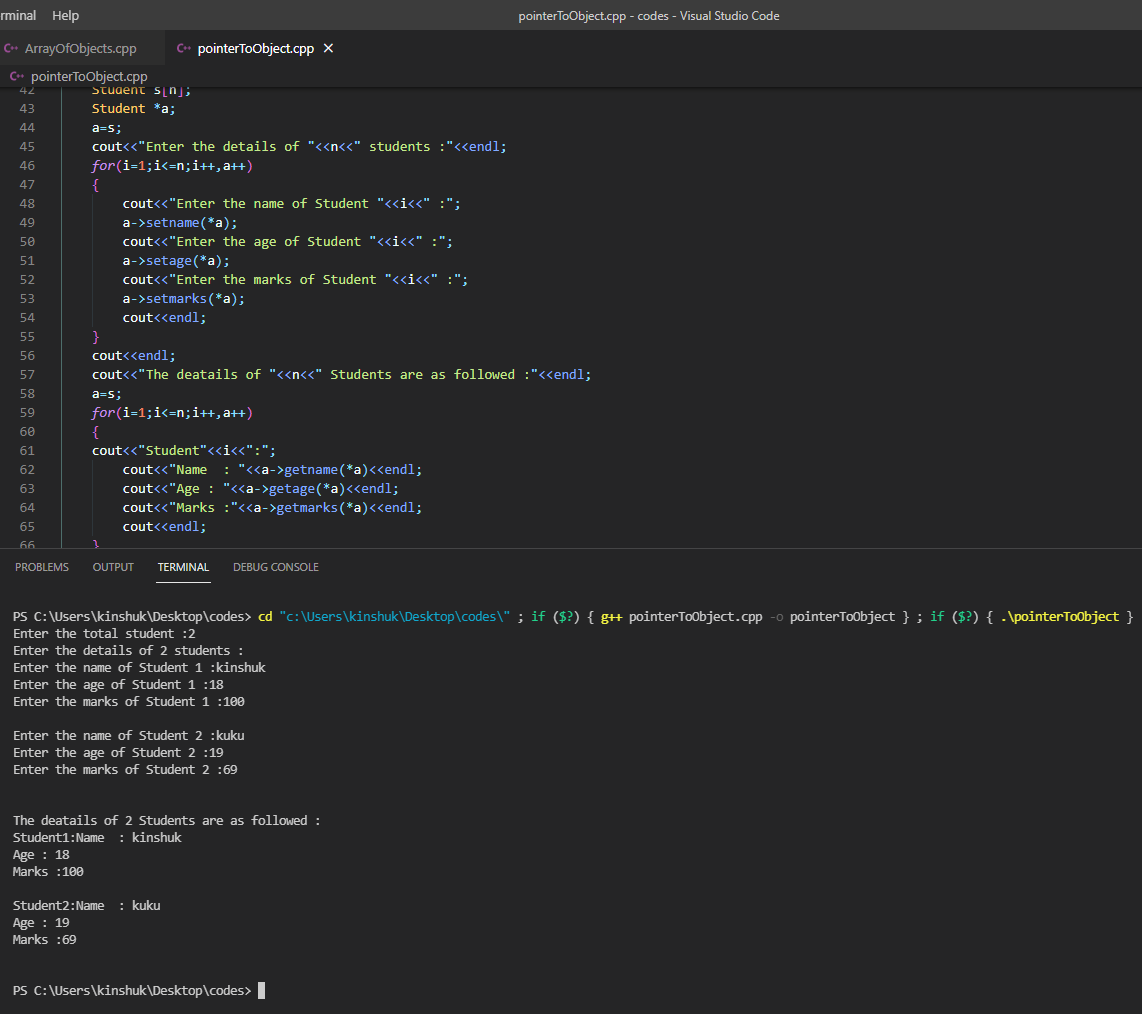 rminal Help pointerToObject.cpp - codes - Visual Studio Code
ArrayOfObjects.cpp pointerToObject.cpp ×
pointerToObject.cpp
42 Student s[n];
43 Student *a;
44 a=s;
45 cout<<"Enter the details of "<<n<<" students :"<<endl;
46 for(i=1;i<=n;i++,a++)
47 {
48 cout<<"Enter the name of Student "<<i<<" :";
49 a->setname(*a);
50 cout<<"Enter the age of Student "<<i<<" :";
51 a->setage(*a);
52 cout<<"Enter the marks of Student "<<i<<" :";
53 a->setmarks(*a);
54 cout<<endl;
55 }
56 cout<<endl;
57 cout<<"The deatails of "<<n<<" Students are as followed :"<<endl;
58 a=s;
59 for(i=1;i<=n;i++,a++)
60 {
61 cout<<"Student"<<i<<":";
62 cout<<"Name  : "<<a->getname(*a)<<endl;
63 cout<<"Age : "<<a->getage(*a)<<endl;
64 cout<<"Marks :"<<a->getmarks(*a)<<endl;
65 cout<<endl;
66 }
PROBLEMS OUTPUT TERMINAL DEBUG CONSOLE
PS C:\Users\kinshuk\Desktop\codes> cd "c:\Users\kinshuk\Desktop\codes\" ; if ($?) { g++ pointerToObject.cpp -o pointerToObject } ; if ($?) { .\pointerToObject }
Enter the total student :2
Enter the details of 2 students :
Enter the name of Student 1 :kinshuk
Enter the age of Student 1 :18
Enter the marks of Student 1 :100
Enter the name of Student 2 :kuku
Enter the age of Student 2 :19
Enter the marks of Student 2 :69
The deatails of 2 Students are as followed :
Student1:Name  : kinshuk
Age : 18
Marks :100
Student2:Name  : kuku
Age : 19
Marks :69
PS C:\Users\kinshuk\Desktop\codes>